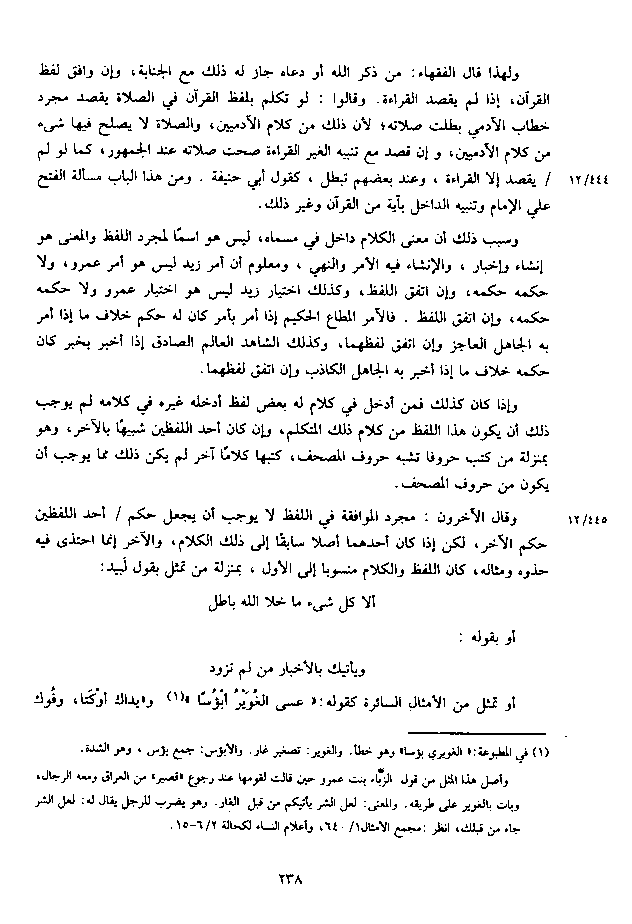 ولهذا قال الفقهاء: من ذكر الله أو دعاه جاز له ذلك مع الجنابة، وإن وافق لفظ
القرآن، إذا لم يقصد القراءة. وقالوا : لو تكلم بلفظ القرآن في الصلاة يقصد مجرد
خطاب الآدمي بطلت صلاته؛ لأن ذلك من كلام الآدميين، والصلاة لا يصلح فيها شىء
من كلام الآدميين، وإن قصد مع تنبيه الغير القراءة صحت صلاته عند الجمهور، كما لو لم
١٢/٤٤٤ / يقصد إلا القراءة ، وعند بعضهم تبطل ، كقول أبي حنيفة . ومن هذا الباب مسألة الفتح
علي الإمام وتنبيه الداخل بآية من القرآن وغير ذلك.
وسبب ذلك أن معنى الكلام داخل في مسماه، ليس هو اسمًا لمجرد اللفظ والمعنى هو
إنشاء وإخبار ، والإنشاء فيه الأمر والنهي ، ومعلوم أن أمر زيد ليس هو أمر عمرو، ولا
حكمه حكمه، وإن اتفق اللفظ، وكذلك اختيار زيد ليس هو اختيار عمرو ولا حكمه
حكمه، وإن اتفق اللفظ . فالآمر المطاع الحكيم إذا أمر بأمر كان له حكم خلاف ما إذا أمر
به الجاهل العاجز وإن اتفق لفظهما، وكذلك الشاهد العالم الصادق إذا أخبر بخبر كان
حكمه خلاف ما إذا أخبر به الجاهل الكاذب وإن اتفق لفظهما.
وإذا كان كذلك فمن أدخل في كلام له بعض لفظ أدخله غيره في كلامه لم يوجب
ذلك أن يكون هذا اللفظ من كلام ذلك المتكلم، وإن كان أحد اللفظين شبيهًا بالآخر، وهو
بمنزلة من كتب حروفا تشبه حروف المصحف، كتبها كلامًا آخر لم يكن ذلك مما يوجب أن
يكون من حروف المصحف.
١٢/٤٤٥ وقال الآخرون : مجرد الموافقة في اللفظ لا يوجب أن يجعل حكم / أحد اللفظين
حكم الآخر، لكن إذا كان أحدهما أصلا سابقًا إلى ذلك الكلام، والآخر إنما احتذى فيه
حذوه ومثاله، كان اللفظ والكلام منسوبا إلى الأول ، بمنزلة من تمثل بقول لَبيد:
ألا كل شىء ما خلا الله باطل
أو بقوله :
ويأتيك بالأخبار من لم تزود
أو تمثل من الأمثال السائرة كقوله:« عسى الغُوَيْرُ أبْؤُسًا »(١) و«يداك أوْكَتا، وفُوك
(١) في المطبوعة:« الغويري بؤسا» وهو خطأ. والغوير: تصغير غار. والأبؤس: جمع بؤس ، وهو الشدة.
وأصل هذا المثل من قول الزَّبَّاء بنت عمرو حين قالت لقومها عند رجوع «قصير» من العراق ومعه الرجال،
وبات بالغوير على طريقه. والمعنى: لعل الشر يأتيكم من قبل الغار. وهو يضرب للرجل يقال له: لعل الشر
جاء من قبلك، انظر :مجمع الأمثال١/ ٦٤٠، وأعلام النساء لكحالة ٢/ ٦-١٥.
٢٣٨